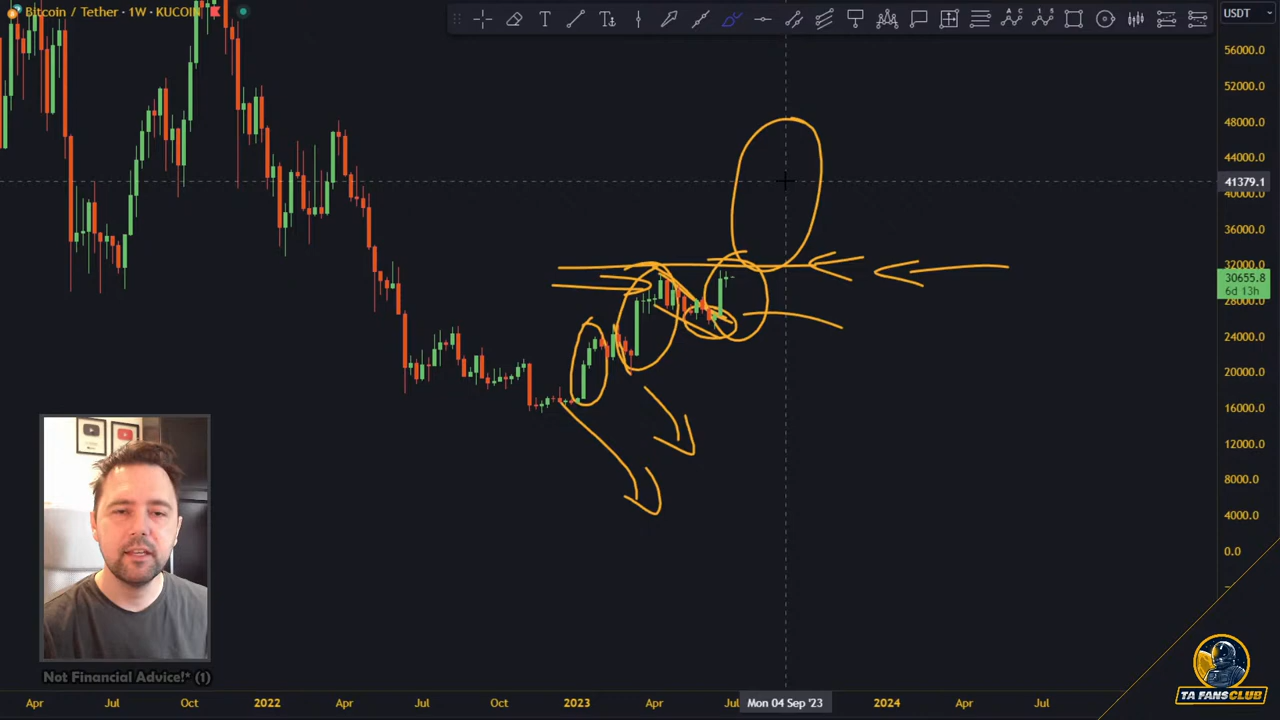 Bitcoin / Tether · 1W · KUCOIN
USDT
56000.0
52000.0
48000.0
44000.0
41379.1
40000.0
36000.0
32000.0
30655.8
6d 13h
28000.0
24000.0
20000.0
16000.0
12000.0
8000.0
4000.0
0.0
Not Financial Advice!* (1)
TA FANSCLUB
Apr
Jul
Oct
2022
Apr
Jul
Oct
2023
Apr
Jul
Mon 04 Sep '23
2024
Apr
Jul